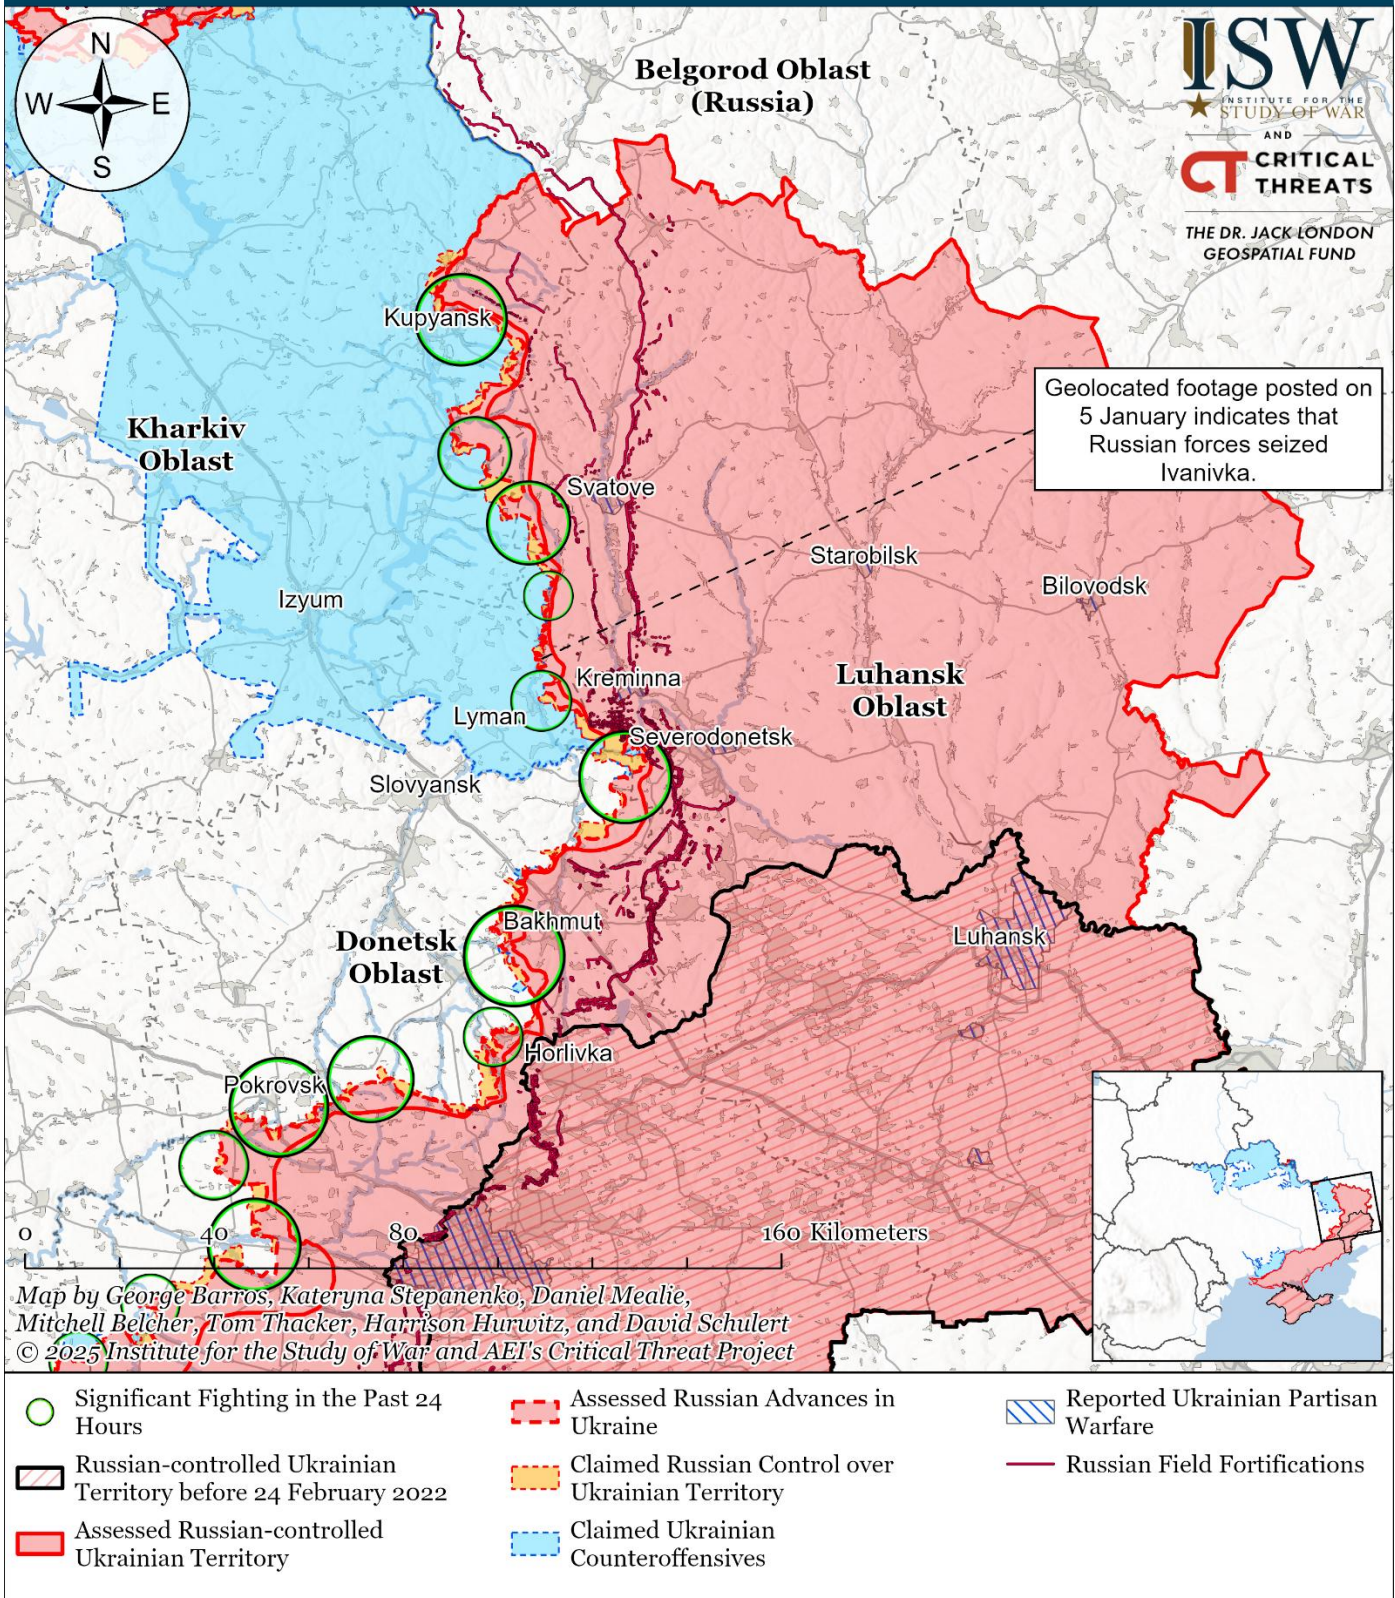 N
W
E
S
Belgorod Oblast
(Russia)
ISW
INSTITUTE FOR THE
STUDY OF WAR
AND
CT CRITICAL
THREATS
THE DR. JACK LONDON
GEOSPATIAL FUND
Kupyansk
Geolocated footage posted on
5 January indicates that
Russian forces seized
Ivanivka.
Kharkiv
Oblast
Svatove
Starobilsk
Bilovodsk
Izyum
Kreminna
Luhansk
Oblast
Lyman
Severodonetsk
Slovyansk
Bakhmut
Donetsk
Oblast
Luhansk
Horlivka
Pokrovsk
0
40
80
160 Kilometers
Map by George Barros, Kateryna Stepanenko, Daniel Mealie,
Mitchell Belcher, Tom Thacker, Harrison Hurwitz, and David Schulert
© 2025 Institute for the Study of War and AEI's Critical Threat Project
Significant Fighting in the Past 24
Hours
Russian-controlled Ukrainian
Territory before 24 February 2022
Assessed Russian-controlled
Ukrainian Territory
Assessed Russian Advances in
Ukraine
Claimed Russian Control over
Ukrainian Territory
Claimed Ukrainian
Counteroffensives
Reported Ukrainian Partisan
Warfare
Russian Field Fortifications